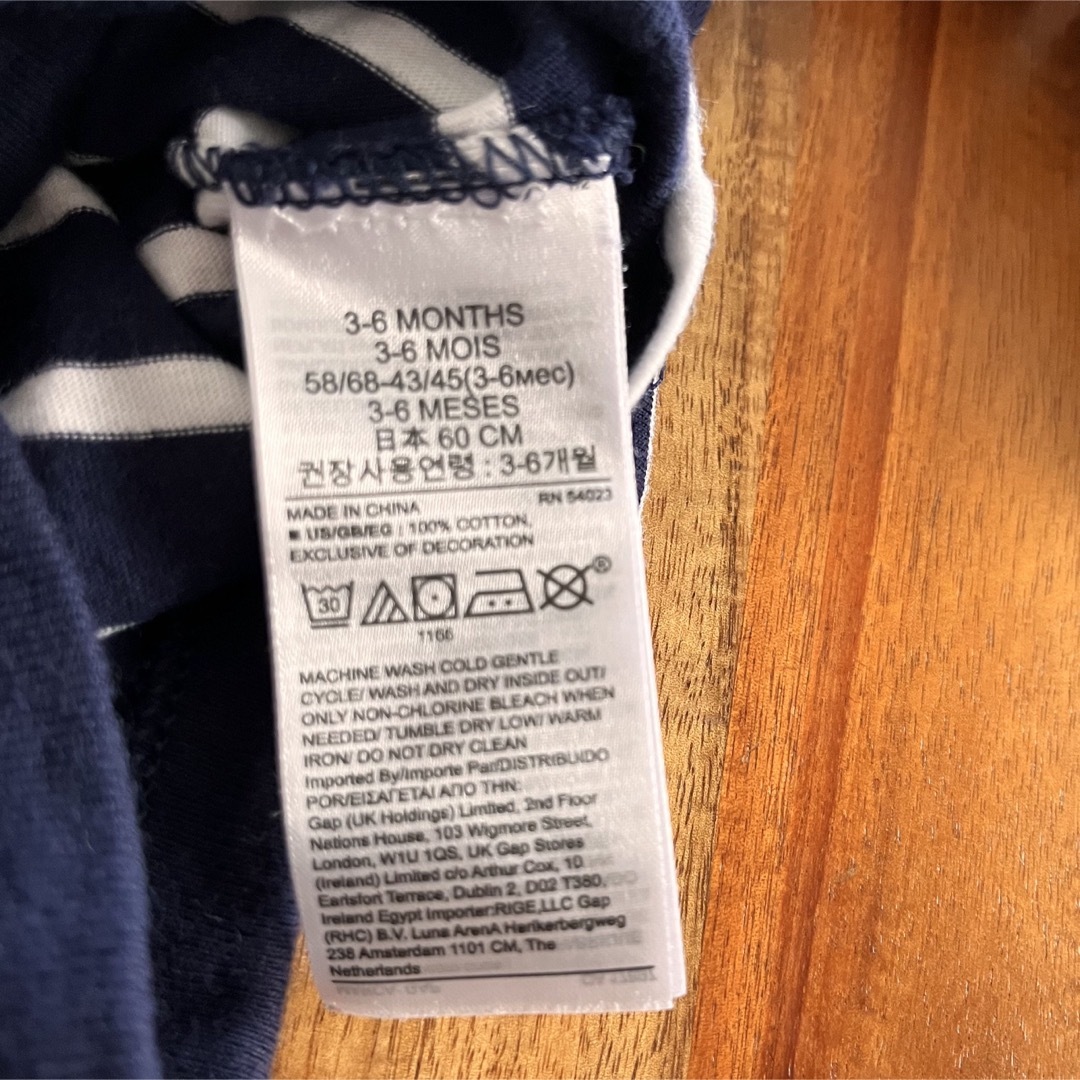 3-6 MONTHS
3-6 MOIS
58/68-43/45(3-6мес)
3-6 MESES
日本 60 CM
권장사용연령 : 3-6개월
MADE IN CHINA RN 54023
■ US/GB/EG : 100% COTTON,
EXCLUSIVE OF DECORATION
30 ®
1166
MACHINE WASH COLD GENTLE
CYCLE/ WASH AND DRY INSIDE OUT/
ONLY NON-CHLORINE BLEACH WHEN
NEEDED/ TUMBLE DRY LOW/ WARM
IRON/ DO NOT DRY CLEAN
Imported By/Importe Par/DISTRIBUIDO
POR/ΕΙΣΑΓΕΤΑΙ ΑΠΟ ΤΗΝ:
Gap (UK Holdings) Limited, 2nd Floor
Nations House, 103 Wigmore Street,
London, W1U 1QS, UK Gap Stores
(Ireland) Limited c/o Arthur Cox, 10
Earlsfort Terrace, Dublin 2, D02 T380,
Ireland Egypt Importer:RIGE,LLC Gap
(RHC) B.V. Luna ArenA Herikerbergweg
238 Amsterdam 1101 CM, The
Netherlands